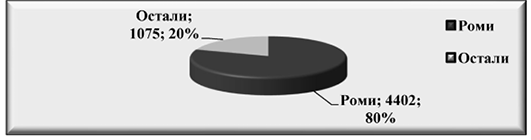 Остали;
1075; 20%
Роми
Остали
Роми; 4402;
80%